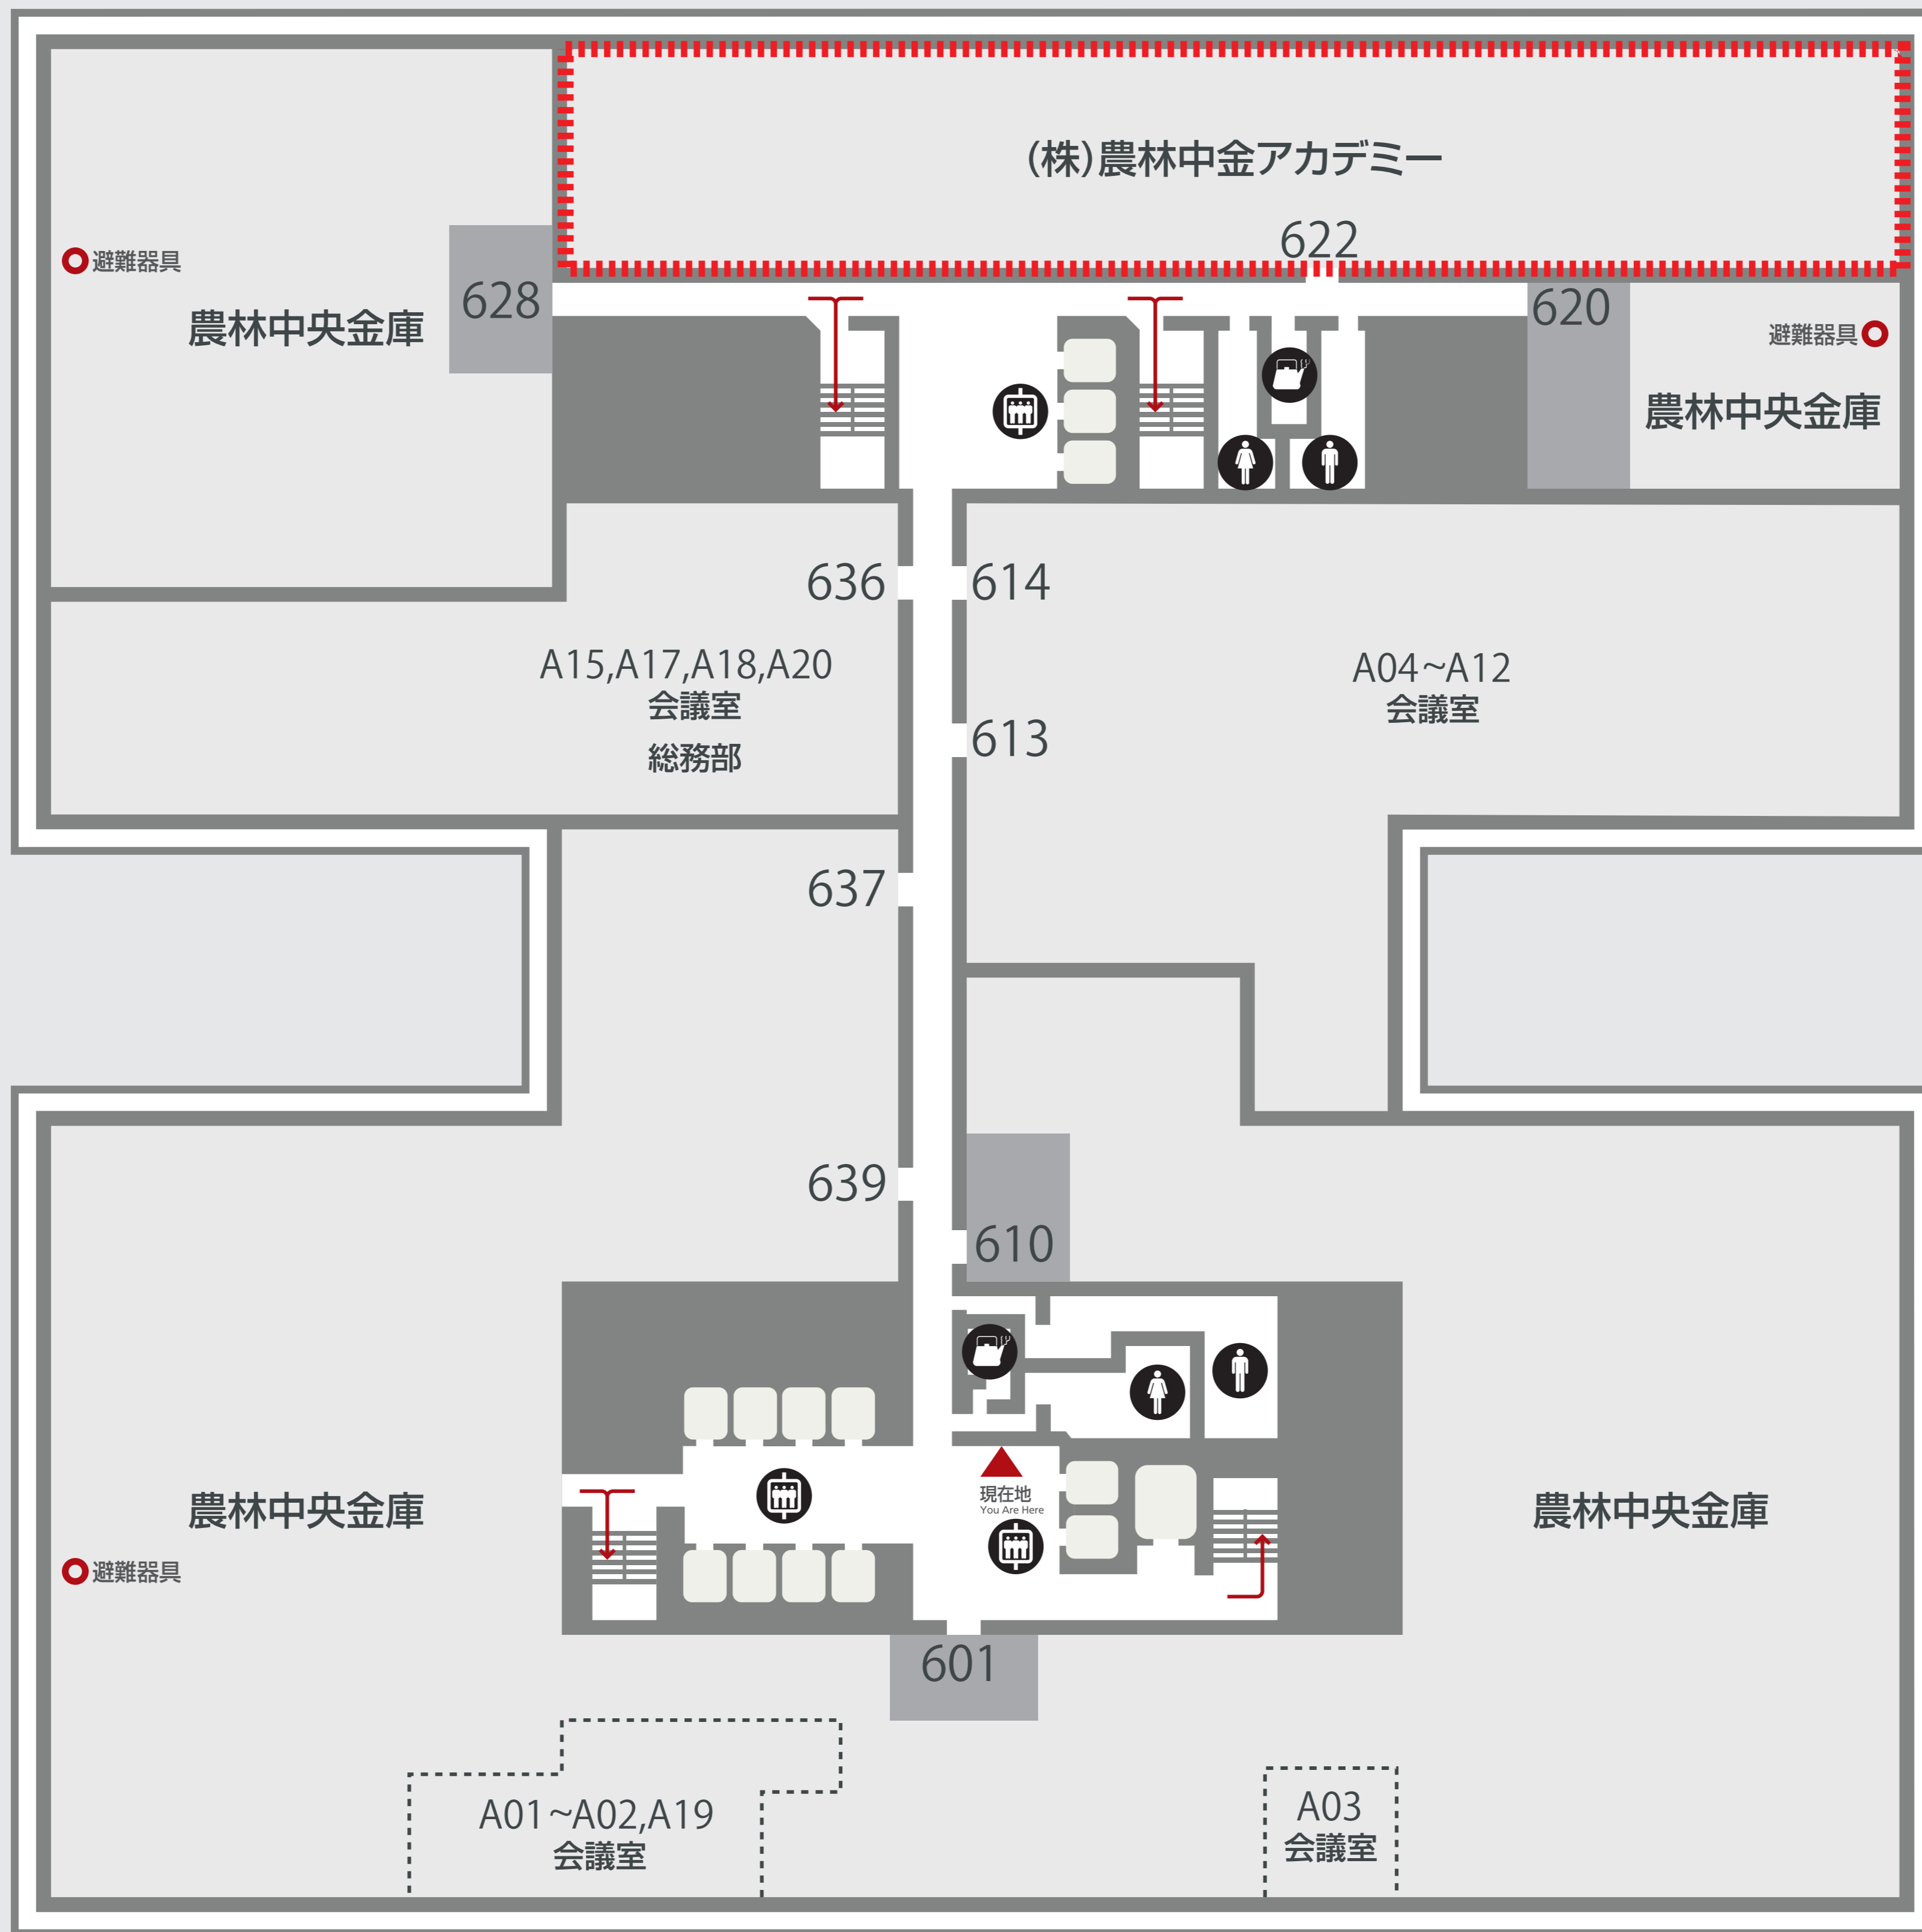 (株)農林中金アカデミー
622
避難器具
628
農林中央金庫
620
避難器具
農林中央金庫
636
614
A15,A17,A18,A20
会議室
総務部
A04~A12
会議室
613
637
639
610
現在地
You Are Here
農林中央金庫
農林中央金庫
避難器具
601
A01~A02,A19
会議室
A03
会議室